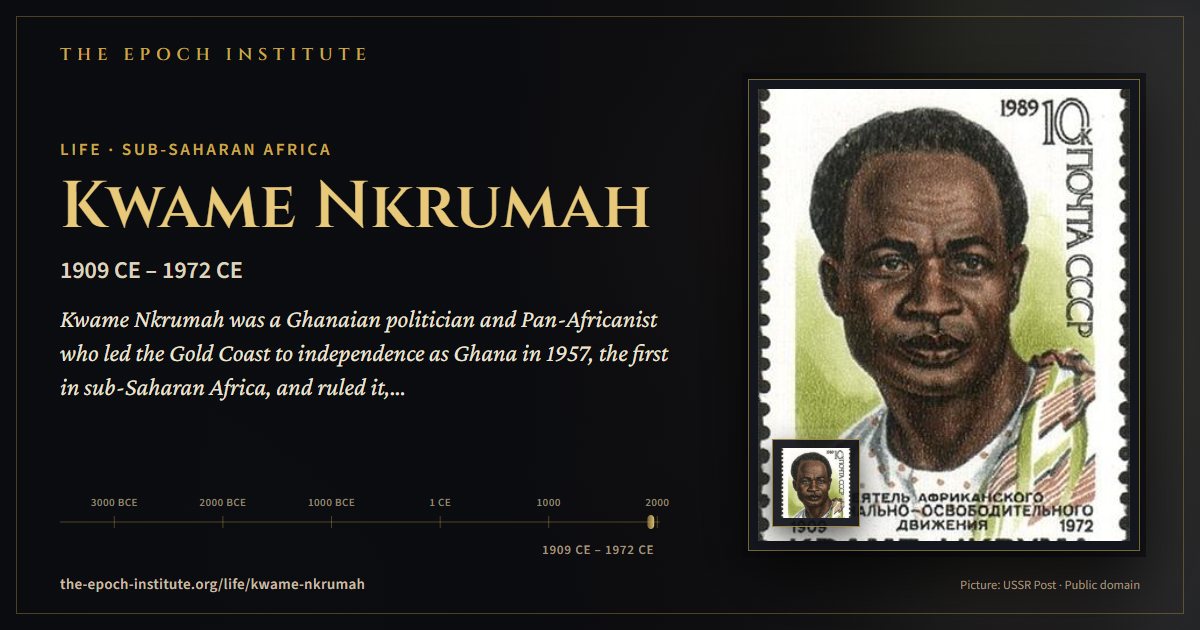 THE EPOCH INSTITUTE
LIFE · SUB-SAHARAN AFRICA
KWAME NKRUMAH
1909 CE – 1972 CE
Kwame Nkrumah was a Ghanaian politician and Pan-Africanist
who led the Gold Coast to independence as Ghana in 1957, the first
in sub-Saharan Africa, and ruled it,...
3000 BCE 2000 BCE 1000 BCE 1 CE 1000 2000
1909 CE – 1972 CE
the-epoch-institute.org/life/kwame-nkrumah
1989 10К
ПОЧТА СССР
ЯТЕЛЬ АФРИКАНСКОГО
АЛЬНО-ОСВОБОДИТЕЛЬНОГО
1909 ДВИЖЕНИЯ 1972
Picture: USSR Post · Public domain